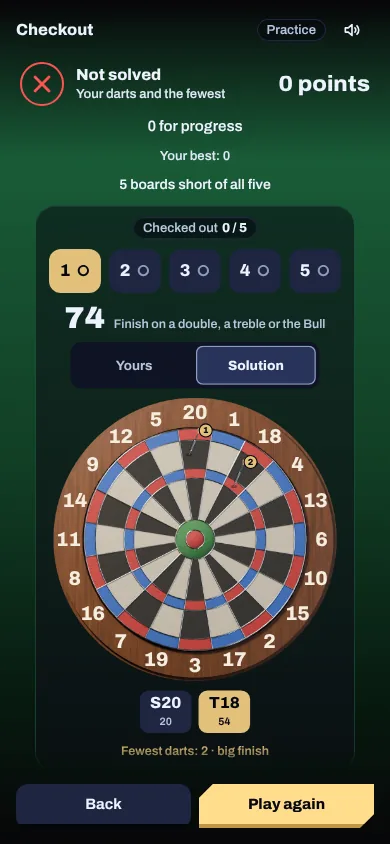 Checkout
Practice
Not solved
Your darts and the fewest
0 points
0 for progress
Your best: 0
5 boards short of all five
Checked out 0 / 5
1
2
3
4
5
74 Finish on a double, a treble or the Bull
Yours
Solution
20
1
18
4
13
6
10
15
2
17
3
19
7
16
8
11
14
9
12
5
1
2
S20
20
T18
54
Fewest darts: 2 · big finish
Back
Play again